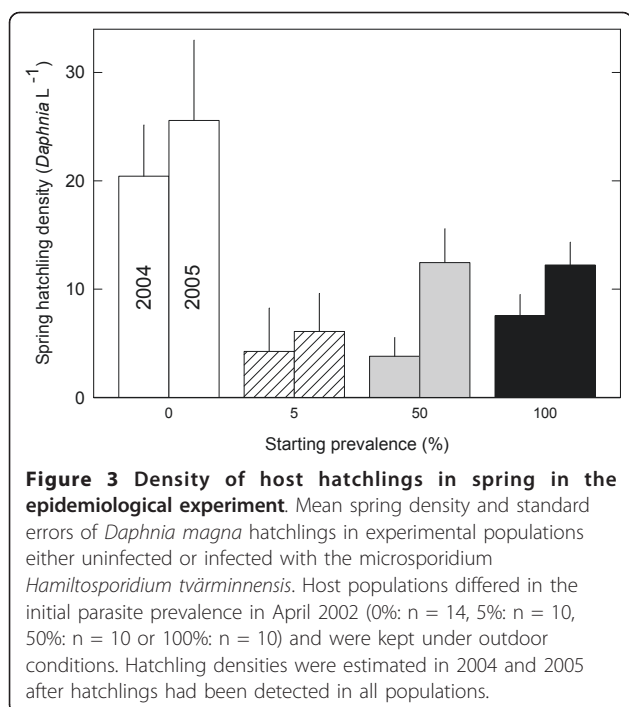 30
20
10
0
Spring hatchling density (Daphnia L -1)
2004
2005
0
5
50
100
Starting prevalence (%)
Figure 3 Density of host hatchlings in spring in the
epidemiological experiment. Mean spring density and standard
errors of Daphnia magna hatchlings in experimental populations
either uninfected or infected with the microsporidium
Hamiltosporidium tvärminnensis. Host populations differed in the
initial parasite prevalence in April 2002 (0%: n = 14, 5%: n = 10,
50%: n = 10 or 100%: n = 10) and were kept under outdoor
conditions. Hatchling densities were estimated in 2004 and 2005
after hatchlings had been detected in all populations.